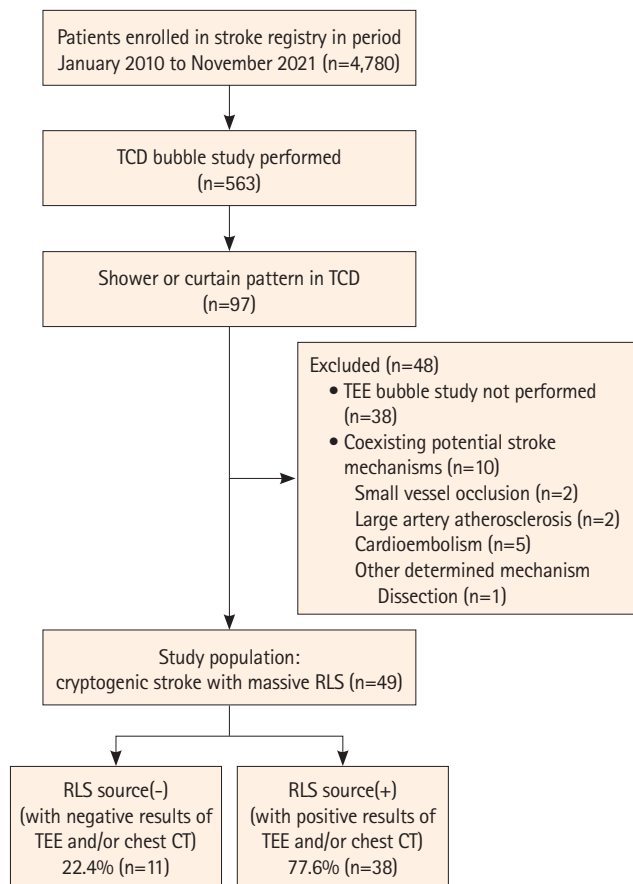 Patients enrolled in stroke registry in period
January 2010 to November 2021 (n=4,780)
TCD bubble study performed
(n=563)
Shower or curtain pattern in TCD
(n=97)
Excluded (n=48)
• TEE bubble study not performed
(n=38)
• Coexisting potential stroke
mechanisms (n=10)
Small vessel occlusion (n=2)
Large artery atherosclerosis (n=2)
Cardioembolism (n=5)
Other determined mechanism
Dissection (n=1)
Study population:
cryptogenic stroke with massive RLS (n=49)
RLS source(-)
(with negative results of
TEE and/or chest CT)
22.4% (n=11)
RLS source(+)
(with positive results of
TEE and/or chest CT)
77.6% (n=38)